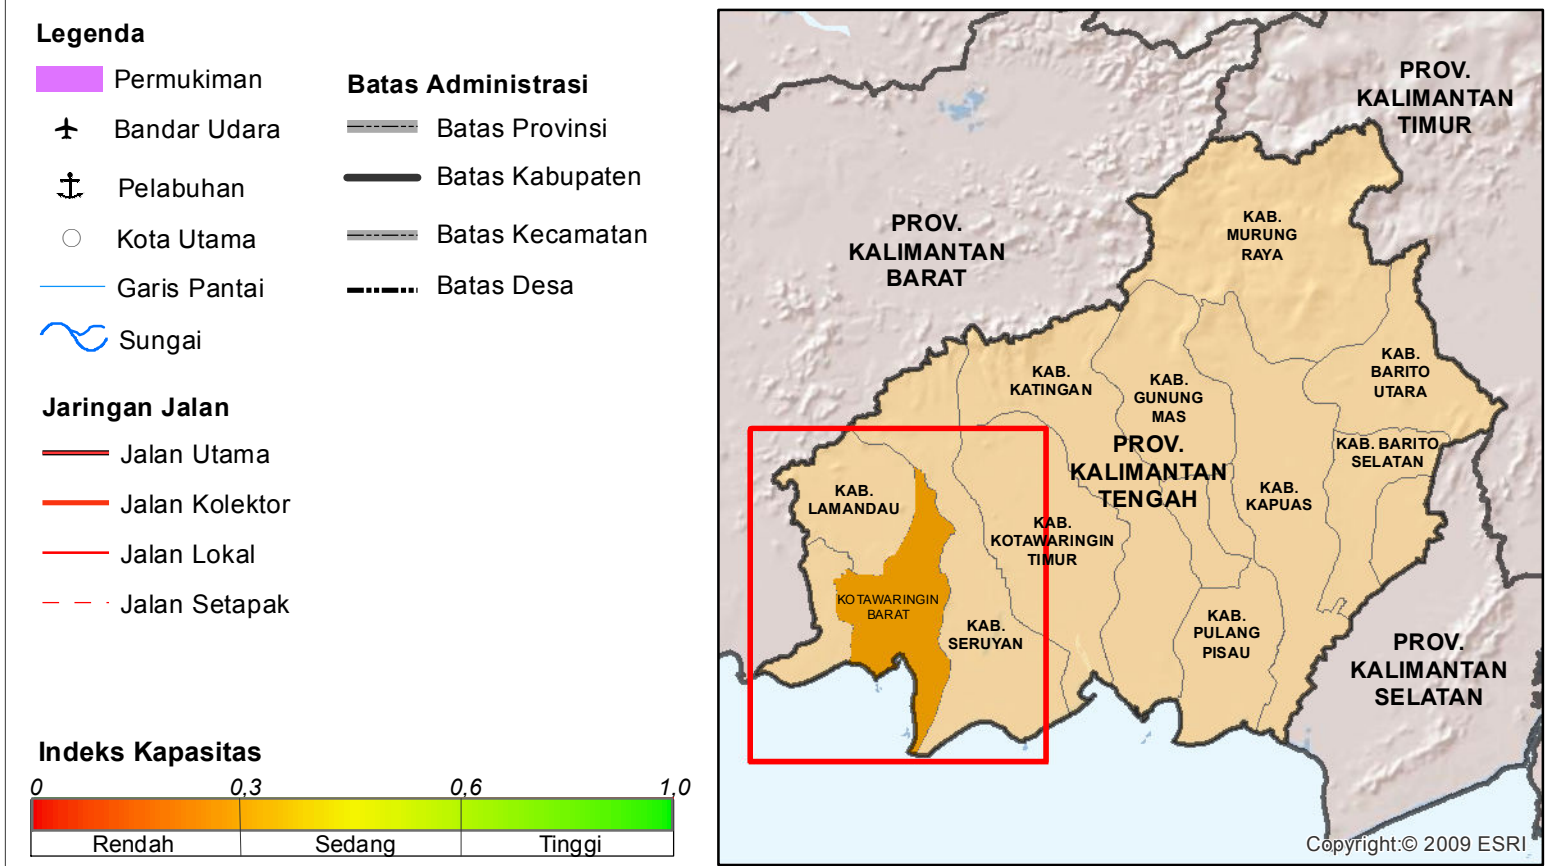 Legenda
Permukiman
Bandar Udara
Pelabuhan
Kota Utama
Garis Pantai
Sungai
Batas Administrasi
Batas Provinsi
Batas Kabupaten
Batas Kecamatan
Batas Desa
Jaringan Jalan
Jalan Utama
Jalan Kolektor
Jalan Lokal
Jalan Setapak
Indeks Kapasitas
0 0,3 0,6 1,0
Rendah Sedang Tinggi
PROV.
KALIMANTAN
TIMUR
PROV.
KALIMANTAN
BARAT
KAB.
MURUNG
RAYA
KAB.
BARITO
UTARA
KAB.
KATINGAN
KAB.
GUNUNG
MAS
PROV.
KALIMANTAN
TENGAH
KAB. BARITO
SELATAN
KAB.
LAMANDAU
KAB.
KAPUAS
KAB.
KOTAWARINGIN
TIMUR
KOTAWARINGIN
BARAT
KAB.
SERUYAN
KAB.
PULANG
PISAU
PROV.
KALIMANTAN
SELATAN
Copyright:© 2009 ESRI